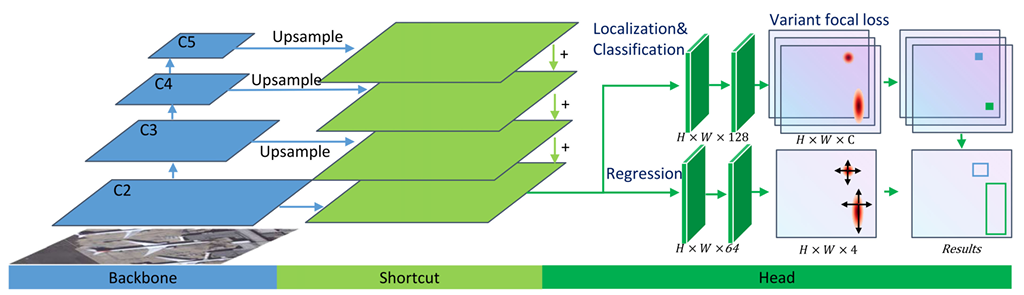 C5
Upsample
C4
Upsample
C3
Upsample
C2
+
+
+
Localization&
Classification
Variant focal loss
H × W × 128
H × W × C
Regression
H × W × 64
H × W × 4
Results
Backbone
Shortcut
Head